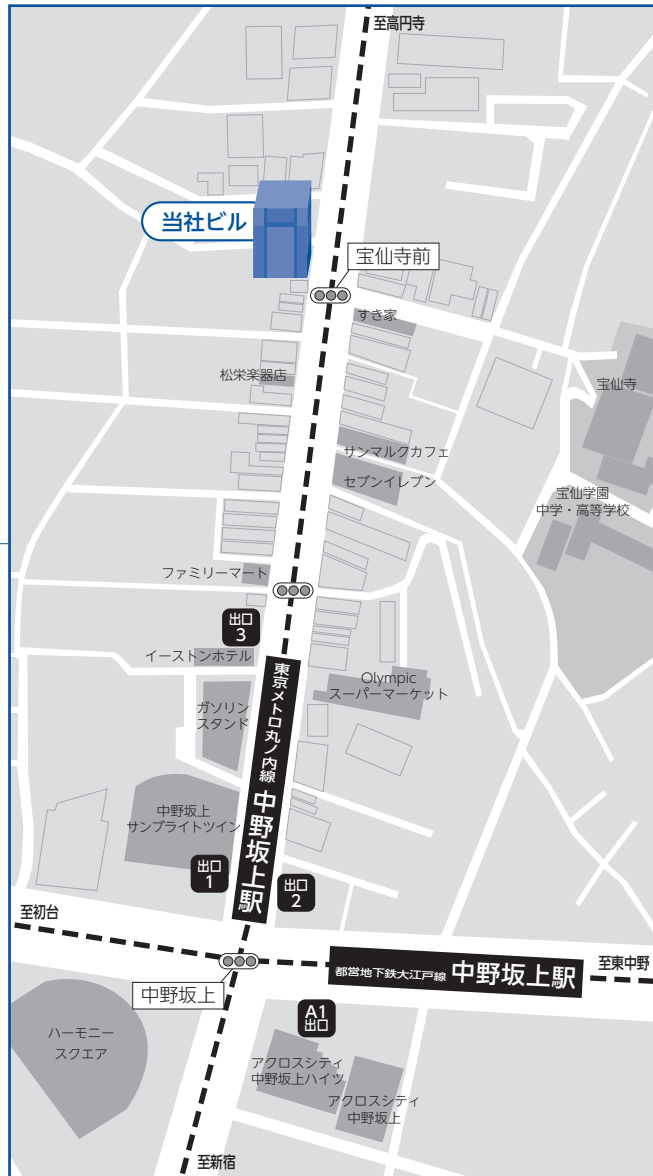 至高円寺
当社ビル
宝仙寺前
すき家
松栄楽器店
宝仙寺
サンマルクカフェ
セブンイレブン
宝仙学園
中学・高等学校
ファミリーマート
出口
3
イーストンホテル
東京メトロ丸ノ内線 中野坂上駅
Olympic
スーパーマーケット
ガソリン
スタンド
中野坂上
サンブライトツイン
出口
1
出口
2
至初台
都営地下鉄大江戸線 中野坂上駅
至東中野
中野坂上
A1
出口
ハーモニー
スクエア
アクロスシティ
中野坂上ハイツ
アクロスシティ
中野坂上
至新宿